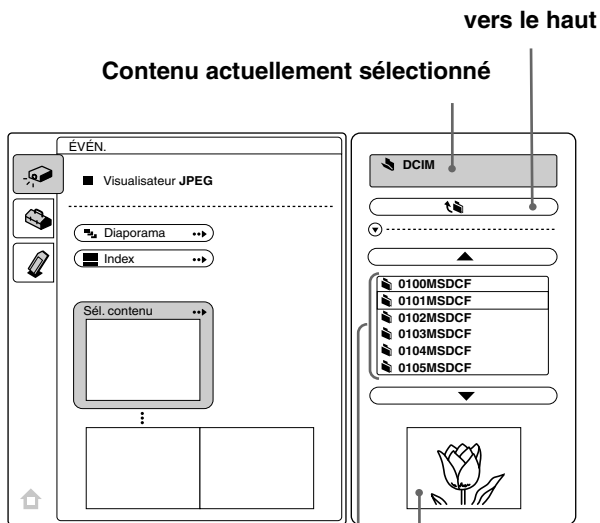 vers le haut
Contenu actuellement sélectionné
ÉVÉN.
Visualisateur JPEG
Diaporama
Index
Sél. contenu
DCIM
0100MSDCF
0101MSDCF
0102MSDCF
0103MSDCF
0104MSDCF
0105MSDCF